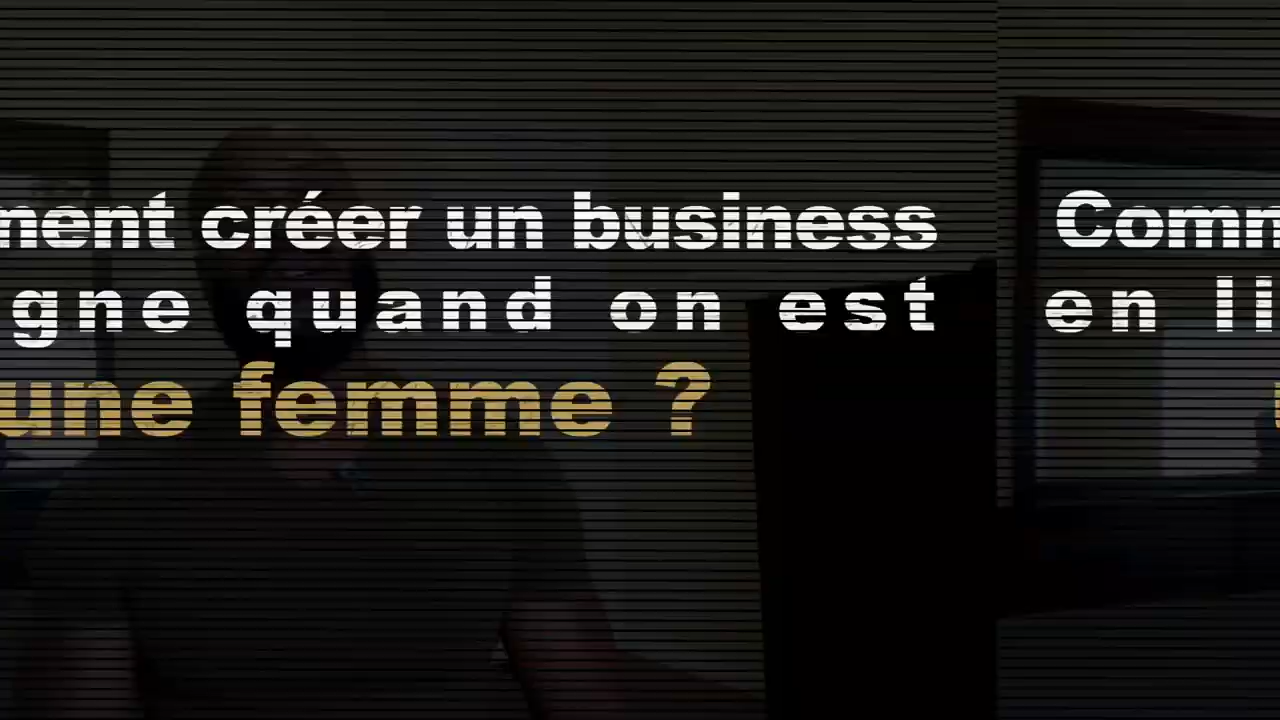 ment créer un business Comm
gne quand on est en li
une femme ?